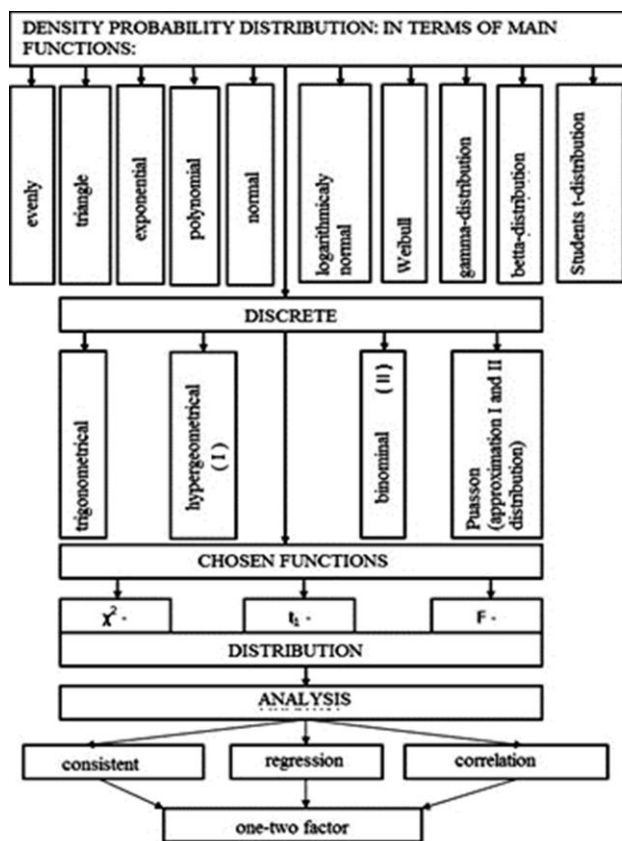 DENSITY PROBABILITY DISTRIBUTION: IN TERMS OF MAIN
FUNCTIONS:
evenly
triangle
exponential
polynomial
normal
logarithmicaly
normal
Weibull
gamma-distribution
betta-distribution
Students t-distribution
DISCRETE
trigonometrical
hypergeometrical
( I )
binominal ( II )
Puasson
(approximation I and II
distribution)
CHOSEN FUNCTIONS
χ² -
t₁ -
F -
DISTRIBUTION
ANALYSIS
consistent
regression
correlation
one-two factor